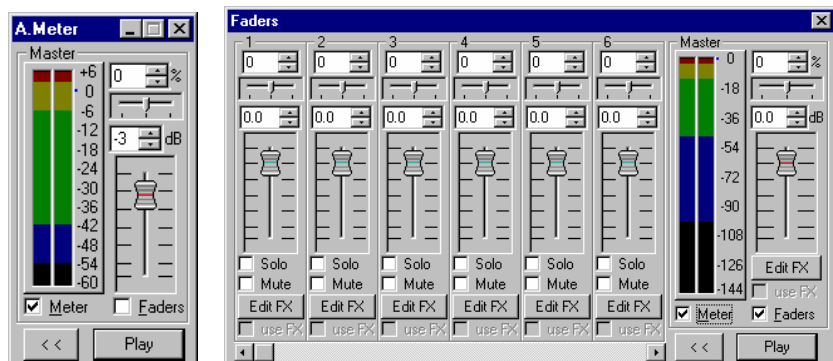 A.Meter
Master
+6
0
-6
-12
-18
-24
-30
-36
-42
-48
-54
-60
0 %
-3 dB
Meter Faders
<< Play
Faders
1 2 3 4 5 6 Master
0 0 0 0 0 0 0 %
0.0 0.0 0.0 0.0 0.0 0.0 0.0 dB
0
-18
-36
-54
-72
-90
-108
-126
-144
Solo Solo Solo Solo Solo Solo
Mute Mute Mute Mute Mute Mute
Edit FX Edit FX Edit FX Edit FX Edit FX Edit FX Edit FX
use FX use FX use FX use FX use FX use FX use FX
Meter Faders
<< Play